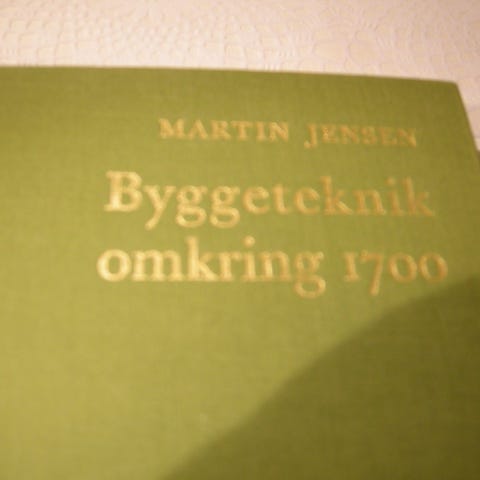 MARTIN JENSEN
Byggeteknik
omkring 1700